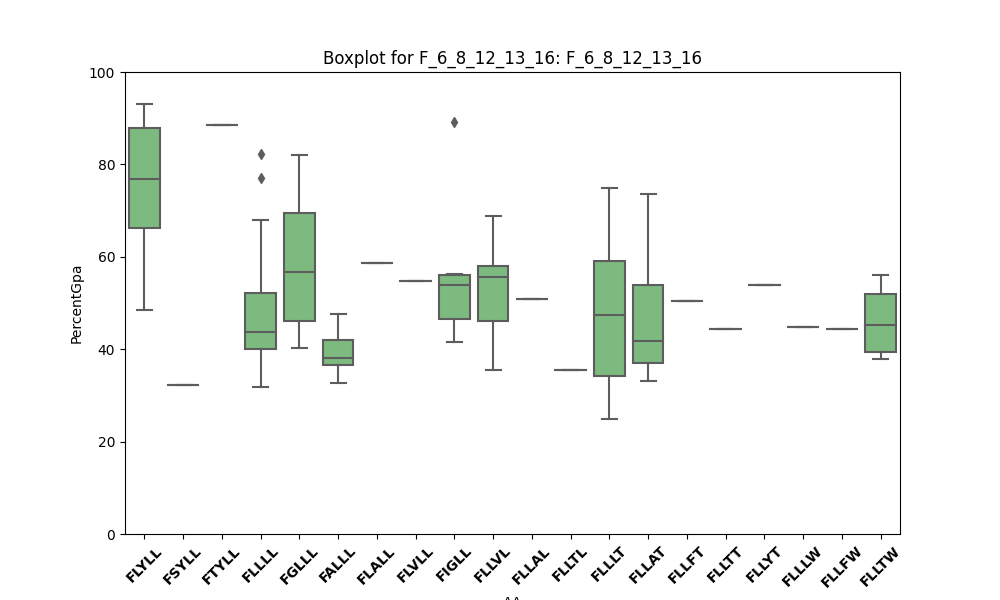 Boxplot for F_6_8_12_13_16: F_6_8_12_13_16
100
80
60
40
20
0
PercentGpa
FLYLL FSYLL FTYLL FLLLL FGLLL FALLL FLALL FLVLL FIGLL FLLVL FLLAL FLLTL FLLLT FLLAT FLLFT FLLTT FLLYT FLLLW FLLFW FLLTW